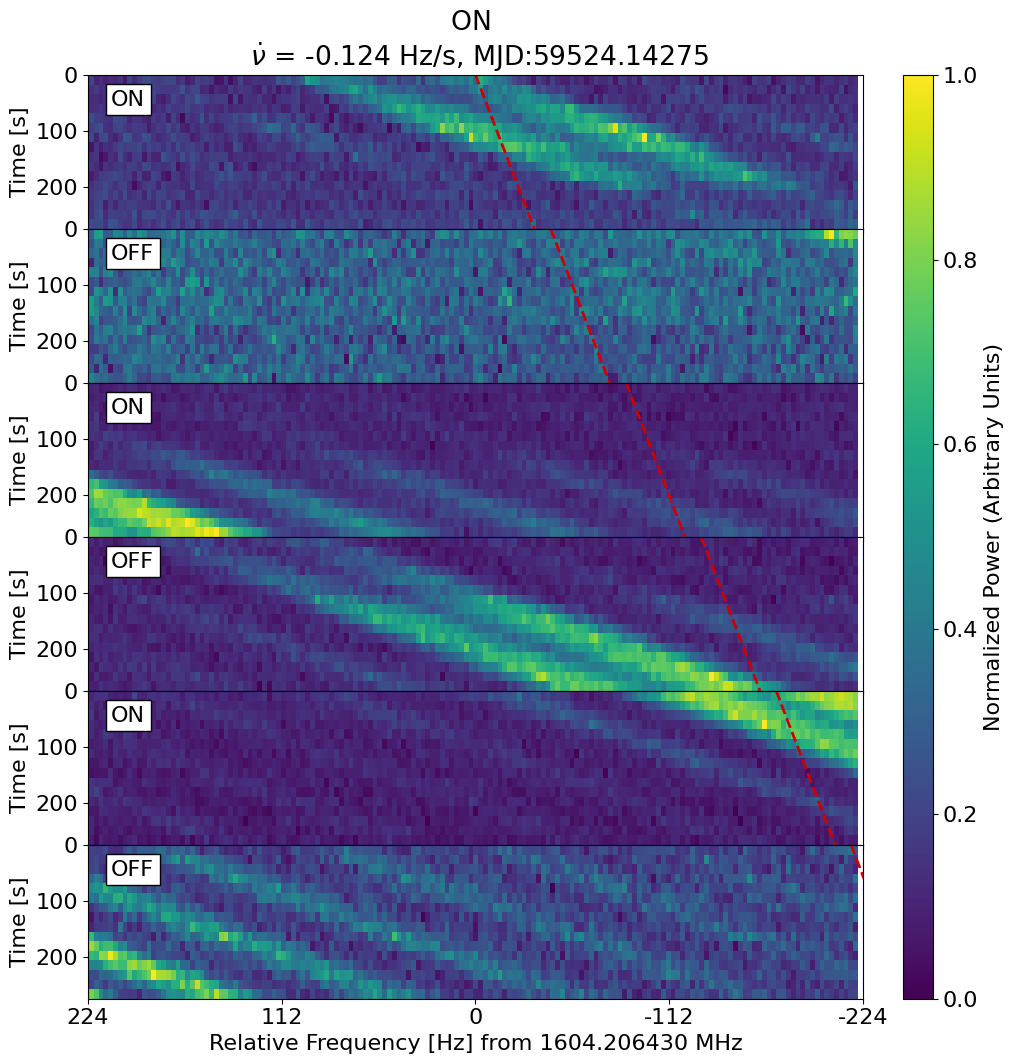 ON
ν̇ = -0.124 Hz/s, MJD:59524.14275
0
100
200
Time [s]
ON
0
100
200
Time [s]
OFF
0
100
200
Time [s]
ON
0
100
200
Time [s]
OFF
0
100
200
Time [s]
ON
0
100
200
Time [s]
OFF
224 112 0 -112 -224
Relative Frequency [Hz] from 1604.206430 MHz
1.0
0.8
0.6
0.4
0.2
0.0
Normalized Power (Arbitrary Units)